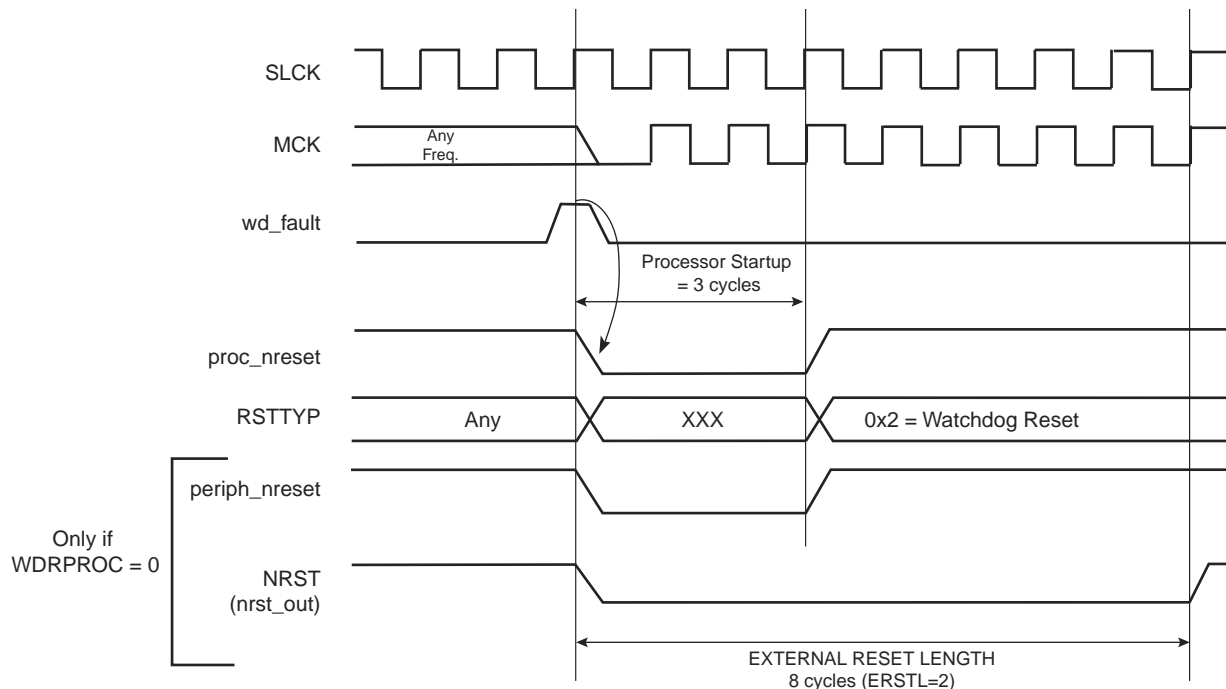 SLCK
MCK
Any
Freq.
wd_fault
Processor Startup
= 3 cycles
proc_nreset
RSTTYP
Any
XXX
0x2 = Watchdog Reset
periph_nreset
Only if
WDRPROC = 0
NRST
(nrst_out)
EXTERNAL RESET LENGTH
8 cycles (ERSTL=2)